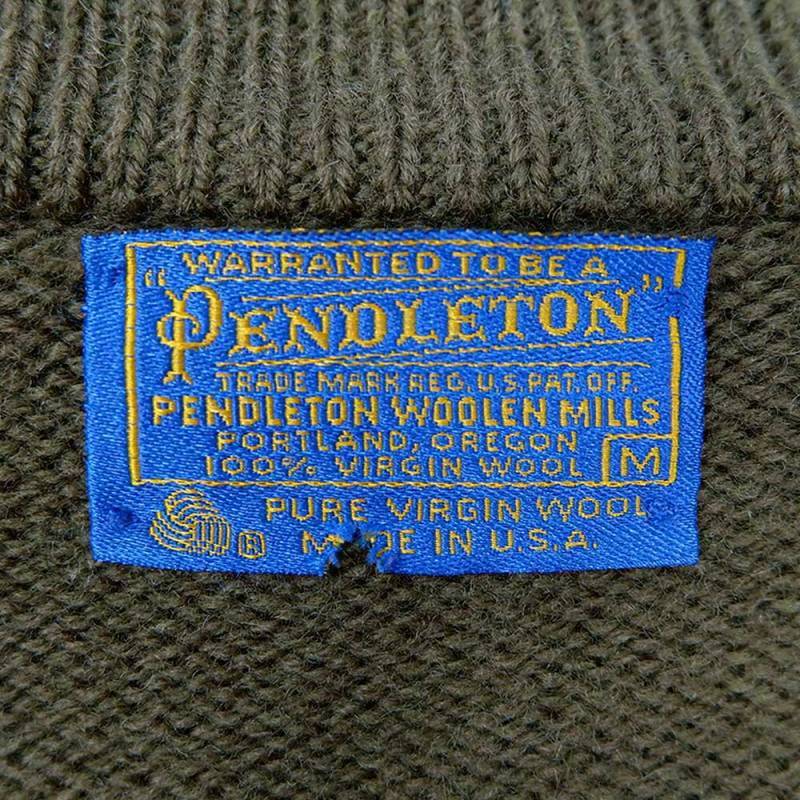 WARRANTED TO BE A
"PENDLETON"
TRADE MARK REG. U.S. PAT. OFF.
PENDLETON WOOLEN MILLS
PORTLAND, OREGON
100% VIRGIN WOOL M
PURE VIRGIN WOOL
® IN U.S.A.